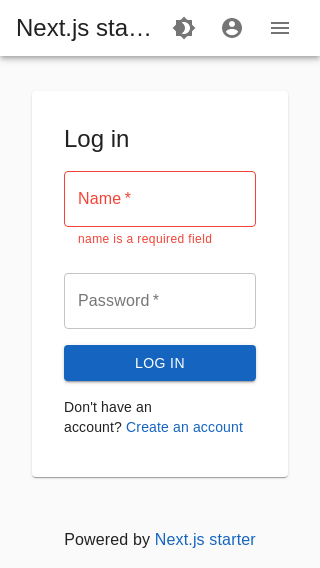 Next.js sta…
Log in
Name *
name is a required field
Password *
LOG IN
Don't have an
account? Create an account
Powered by Next.js starter